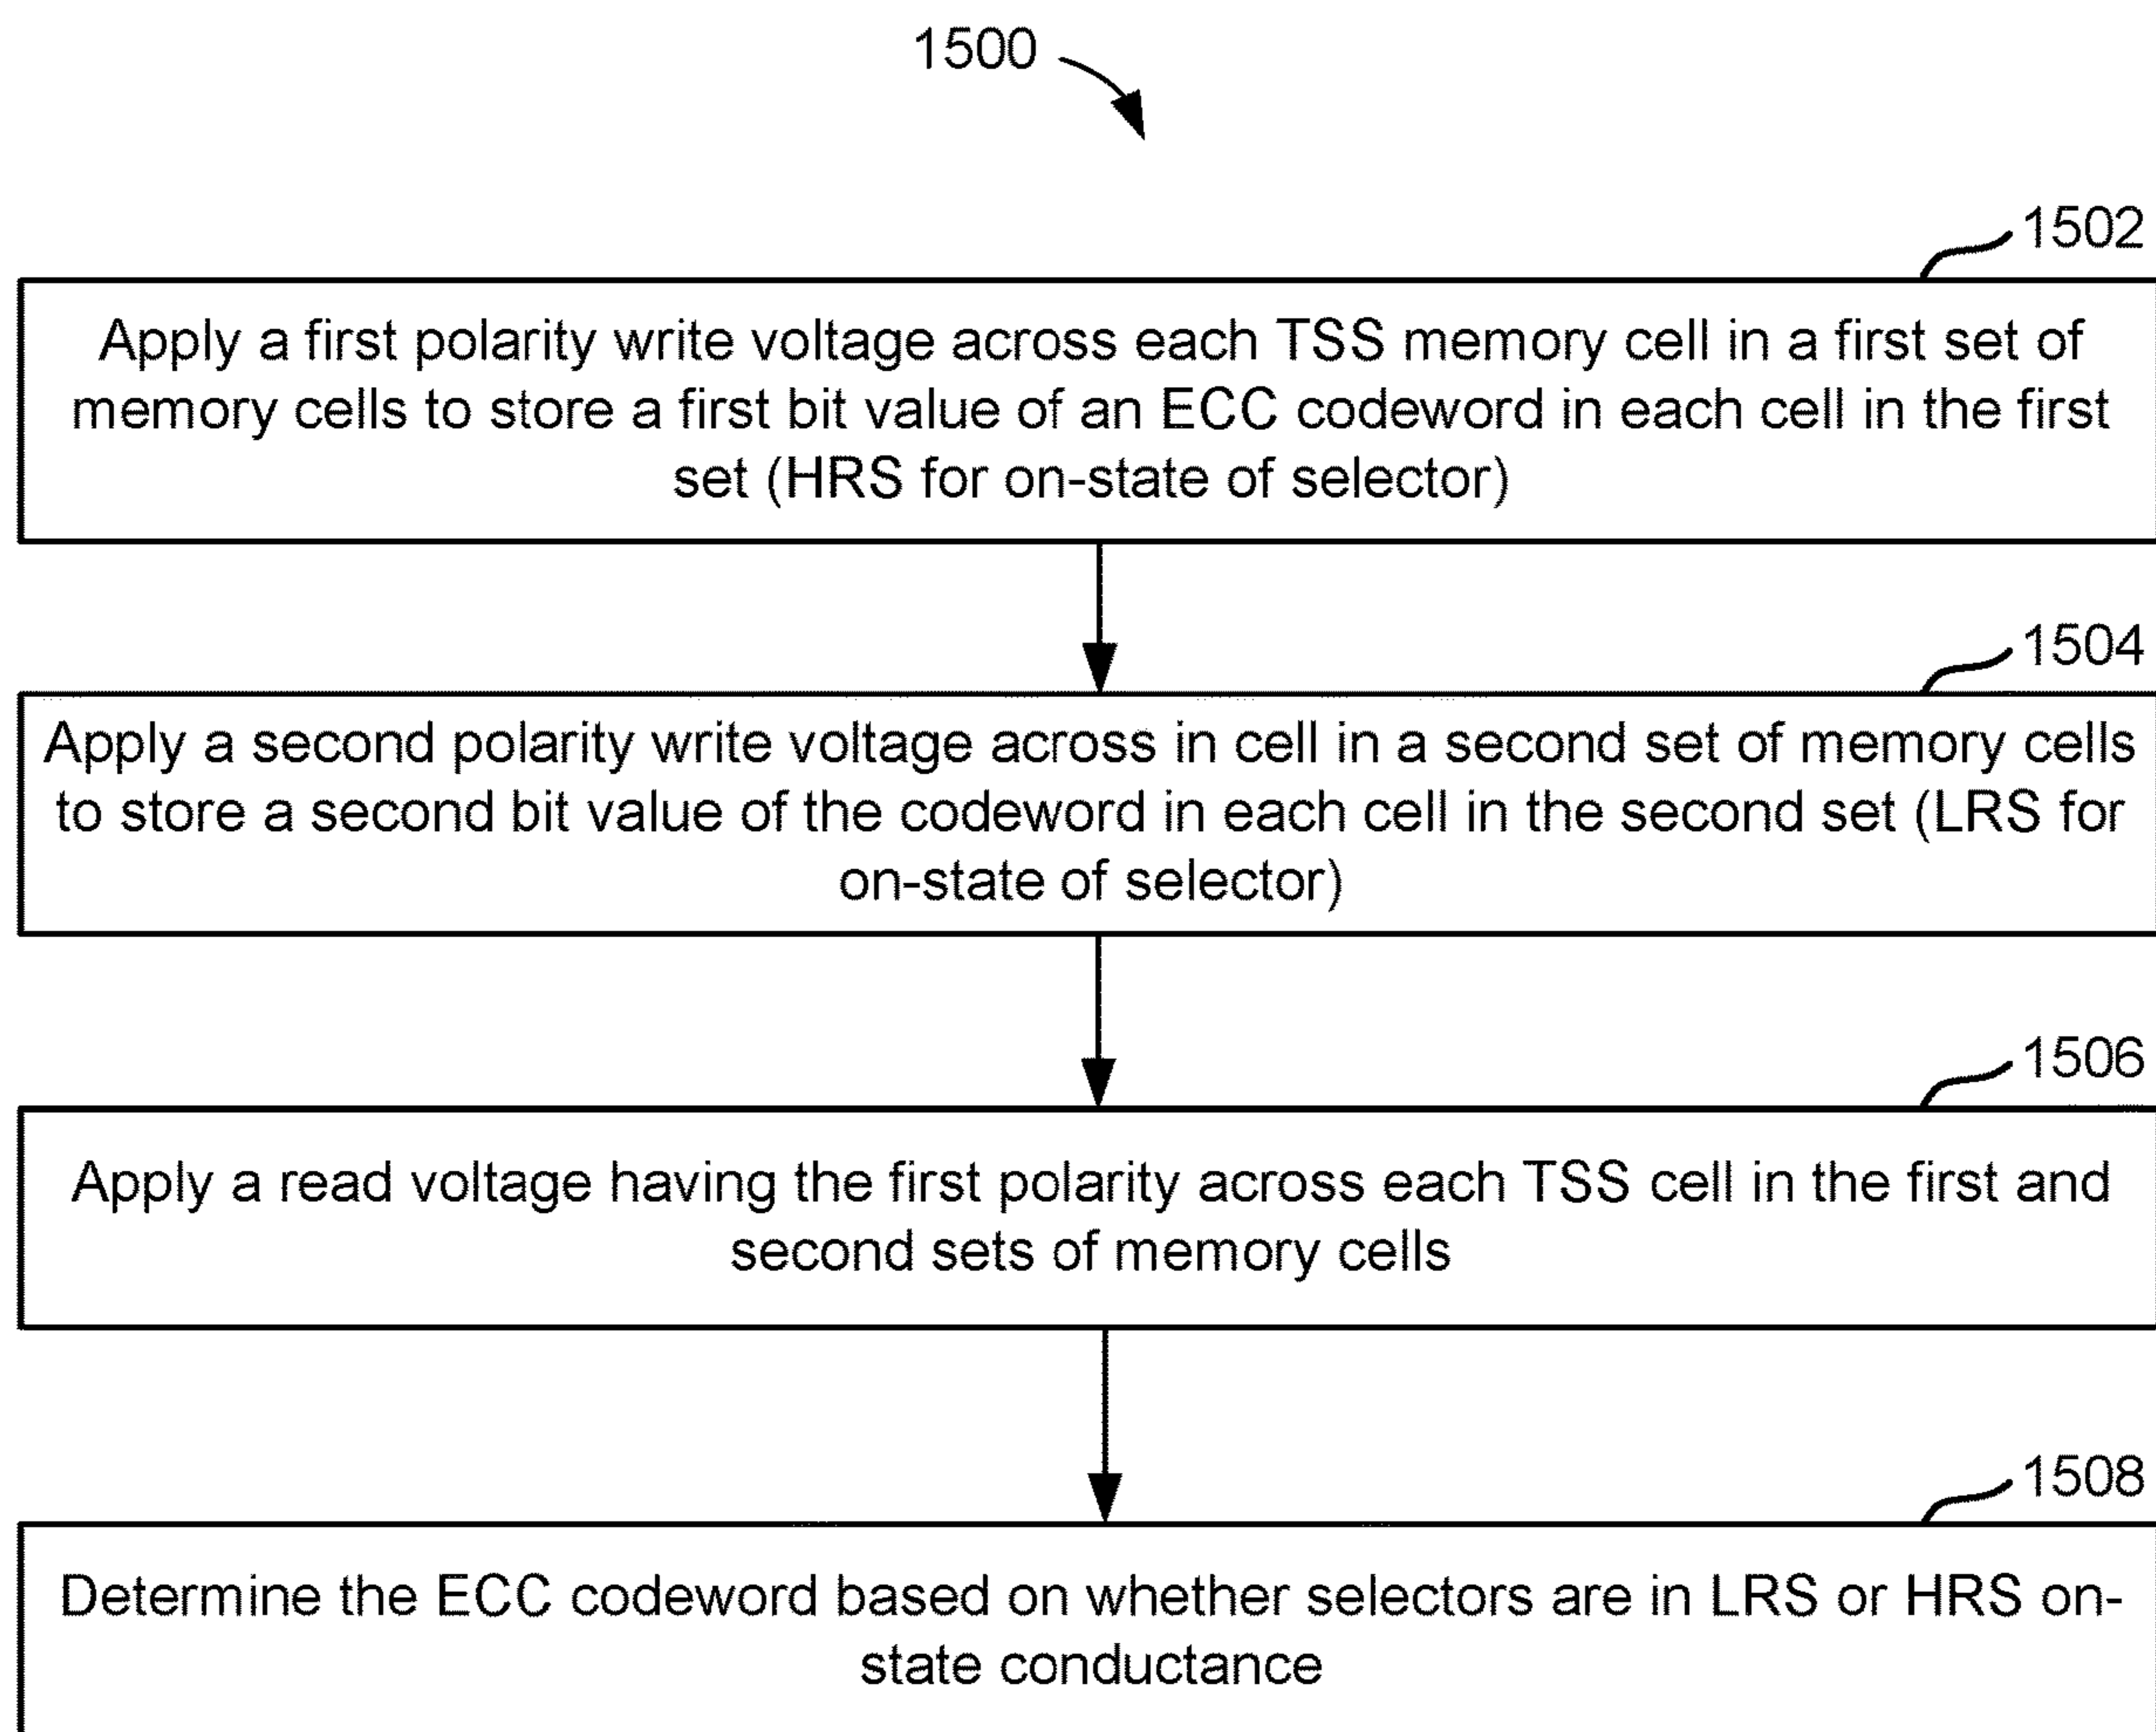 1500
1502
Apply a first polarity write voltage across each TSS memory cell in a first set of
memory cells to store a first bit value of an ECC codeword in each cell in the first
set (HRS for on-state of selector)
1504
Apply a second polarity write voltage across in cell in a second set of memory cells
to store a second bit value of the codeword in each cell in the second set (LRS for
on-state of selector)
1506
Apply a read voltage having the first polarity across each TSS cell in the first and
second sets of memory cells
1508
Determine the ECC codeword based on whether selectors are in LRS or HRS on-
state conductance